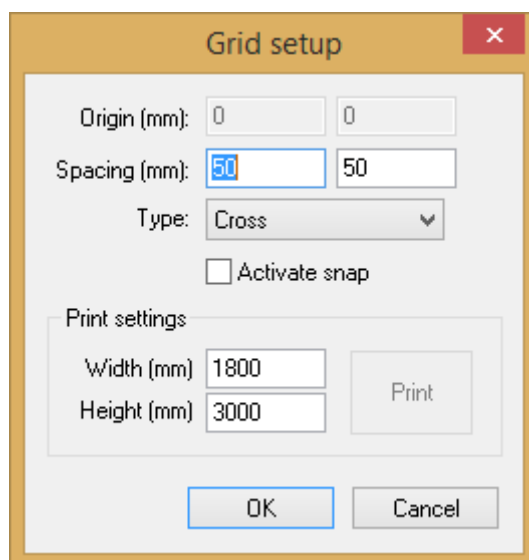 Grid setup
Origin (mm): 0 0
Spacing (mm): 50 50
Type: Cross
Activate snap
Print settings
Width (mm) 1800
Print
Height (mm) 3000
OK Cancel